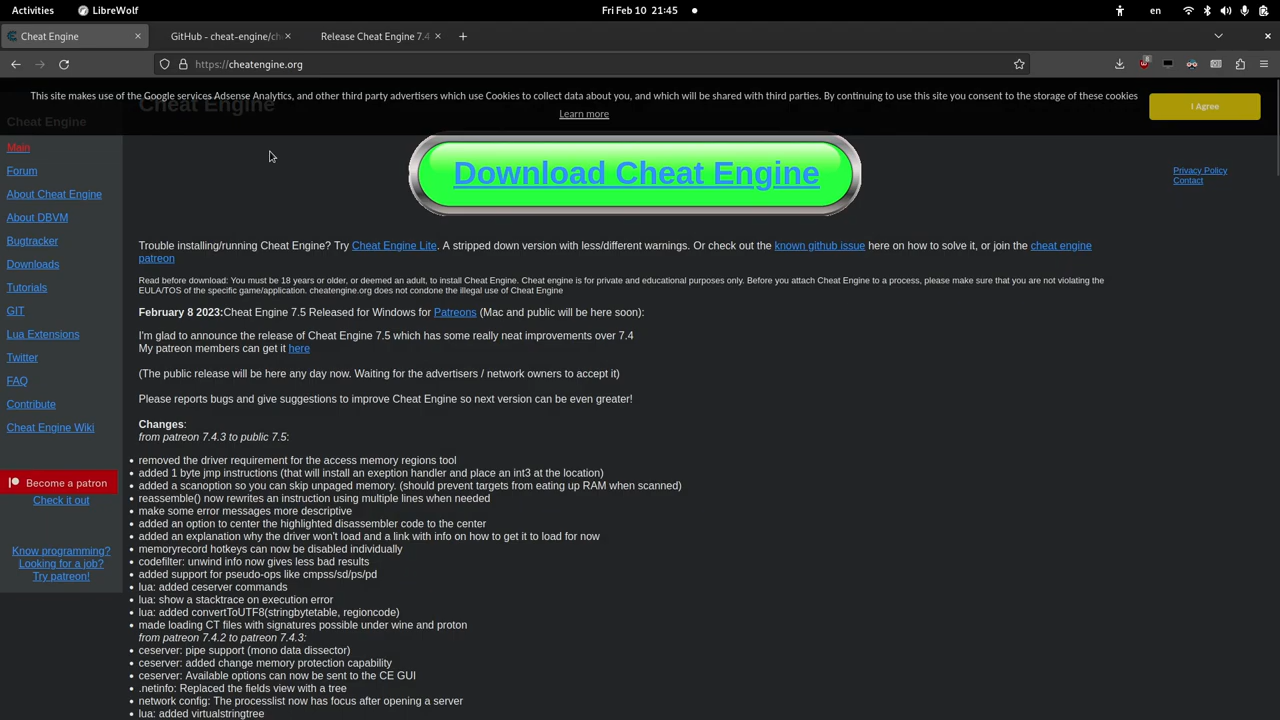 Activities
LibreWolf
Fri Feb 10 21:45
en
Cheat Engine
GitHub - cheat-engine/ch
Release Cheat Engine 7.4
https://cheatengine.org
8
Cheat Engine
This site makes use of the Google services Adsense Analytics, and other third party advertisers which use Cookies to collect data about you, and which will be shared with third parties. By continuing to use this site you consent to the storage of these cookies
Learn more
I Agree
Cheat Engine
Main
Forum
About Cheat Engine
About DBVM
Bugtracker
Downloads
Tutorials
GIT
Lua Extensions
Twitter
FAQ
Contribute
Cheat Engine Wiki
Become a patron
Check it out
Know programming?
Looking for a job?
Try patreon!
Download Cheat Engine
Privacy Policy
Contact
Trouble installing/running Cheat Engine? Try Cheat Engine Lite. A stripped down version with less/different warnings. Or check out the known github issue here on how to solve it, or join the cheat engine
patreon
Read before download: You must be 18 years or older, or deemed an adult, to install Cheat Engine. Cheat engine is for private and educational purposes only. Before you attach Cheat Engine to a process, please make sure that you are not violating the
EULA/TOS of the specific game/application. cheatengine.org does not condone the illegal use of Cheat Engine
February 8 2023:Cheat Engine 7.5 Released for Windows for Patreons (Mac and public will be here soon):
I'm glad to announce the release of Cheat Engine 7.5 which has some really neat improvements over 7.4
My patreon members can get it here
(The public release will be here any day now. Waiting for the advertisers / network owners to accept it)
Please reports bugs and give suggestions to improve Cheat Engine so next version can be even greater!
Changes:
from patreon 7.4.3 to public 7.5:
• removed the driver requirement for the access memory regions tool
• added 1 byte jmp instructions (that will install an exeption handler and place an int3 at the location)
• added a scanoption so you can skip unpaged memory. (should prevent targets from eating up RAM when scanned)
• reassemble() now rewrites an instruction using multiple lines when needed
• make some error messages more descriptive
• added an option to center the highlighted disassembler code to the center
• added an explanation why the driver won't load and a link with info on how to get it to load for now
• memoryrecord hotkeys can now be disabled individually
• codefilter: unwind info now gives less bad results
• added support for pseudo-ops like cmpss/sd/ps/pd
• lua: added ceserver commands
• lua: show a stacktrace on execution error
• lua: added convertToUTF8(stringbytetable, regioncode)
• made loading CT files with signatures possible under wine and proton
from patreon 7.4.2 to patreon 7.4.3:
• ceserver: pipe support (mono data dissector)
• ceserver: added change memory protection capability
• ceserver: Available options can now be sent to the CE GUI
• .netinfo: Replaced the fields view with a tree
• network config: The processlist now has focus after opening a server
• lua: added virtualstringtree